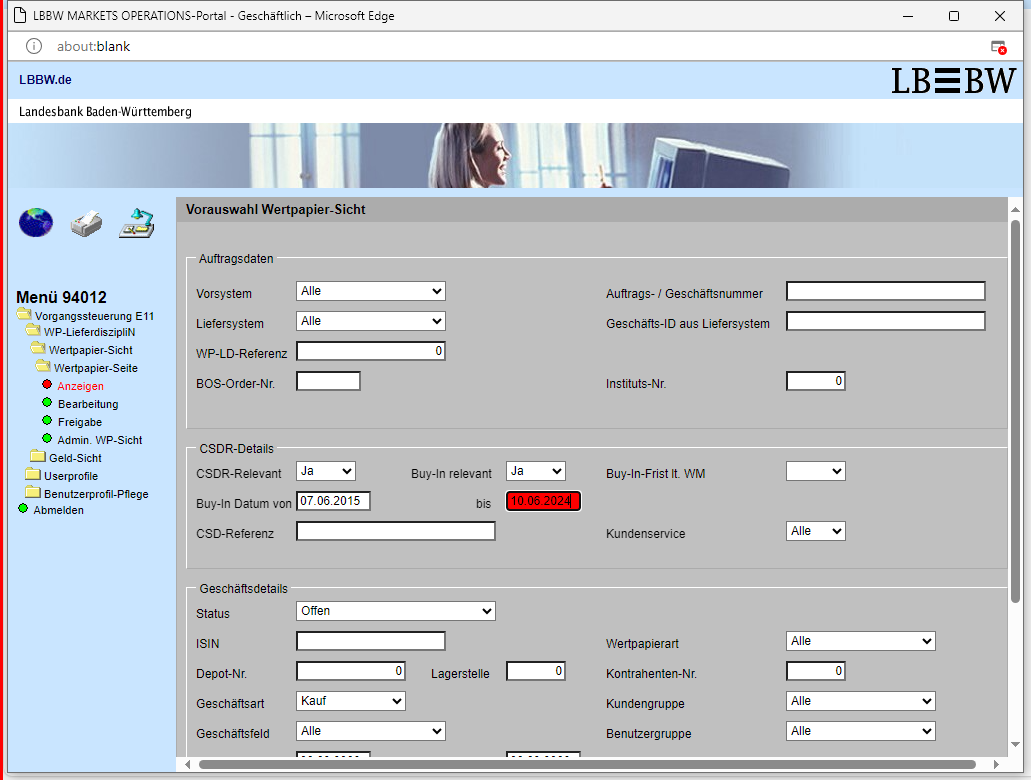 LBBW MARKETS OPERATIONS-Portal - Geschäftlich – Microsoft Edge
about:blank
LBBW.de
LBBW
Landesbank Baden-Württemberg
Vorauswahl Wertpapier-Sicht
Menü 94012
Vorgangssteuerung E11
WP-LieferdisziplіN
Wertpapier-Sicht
Wertpapier-Seite
Anzeigen
Bearbeitung
Freigabe
Admin. WP-Sicht
Geld-Sicht
Userprofile
Benutzerprofil-Pflege
Abmelden
Auftragsdaten
Vorsystem Alle Auftrags- / Geschäftsnummer
Liefersystem Alle Geschäfts-ID aus Liefersystem
WP-LD-Referenz 0
BOS-Order-Nr. Instituts-Nr. 0
CSDR-Details
CSDR-Relevant Ja Buy-In relevant Ja Buy-In-Frist lt. WM
Buy-In Datum von 07.06.2015 bis 10.06.2024
CSD-Referenz Kundenservice Alle
Geschäftsdetails
Status Offen
ISIN Wertpapierart Alle
Depot-Nr. 0 Lagerstelle 0 Kontrahenten-Nr. 0
Geschäftsart Kauf Kundengruppe Alle
Geschäftsfeld Alle Benutzergruppe Alle